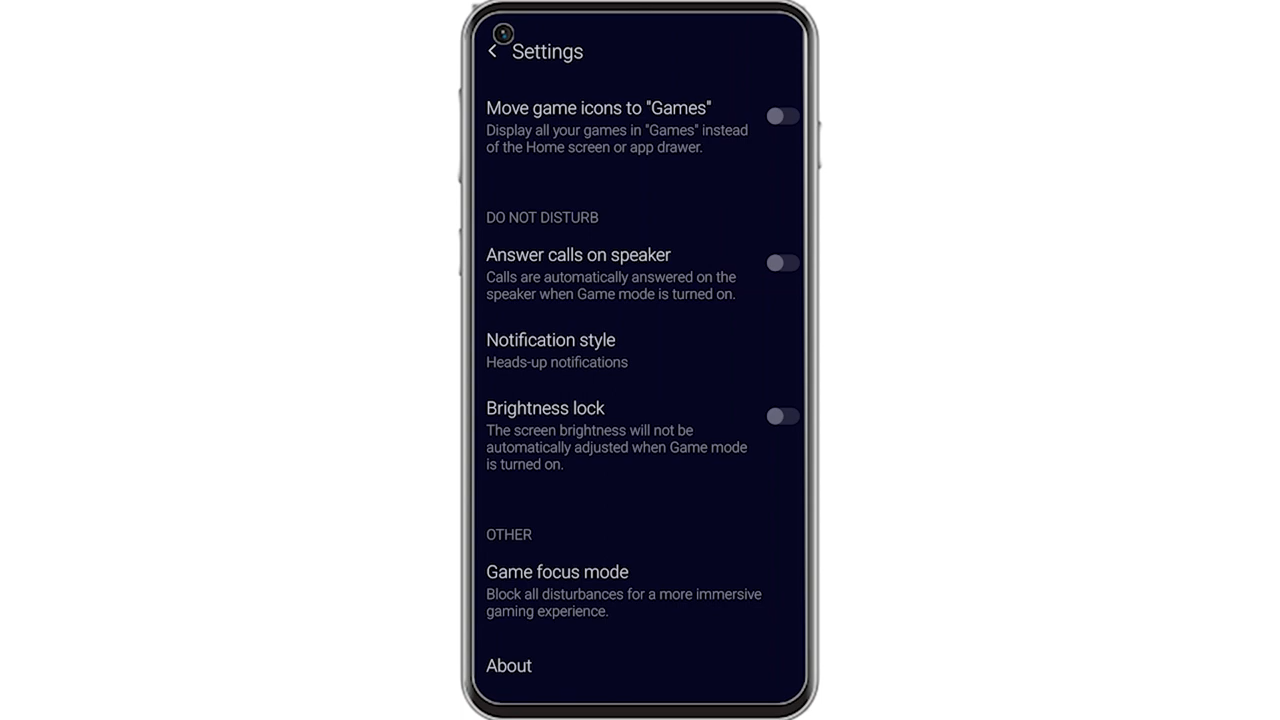 Settings
Move game icons to "Games"
Display all your games in "Games" instead
of the Home screen or app drawer.
DO NOT DISTURB
Answer calls on speaker
Calls are automatically answered on the
speaker when Game mode is turned on.
Notification style
Heads-up notifications
Brightness lock
The screen brightness will not be
automatically adjusted when Game mode
is turned on.
OTHER
Game focus mode
Block all disturbances for a more immersive
gaming experience.
About